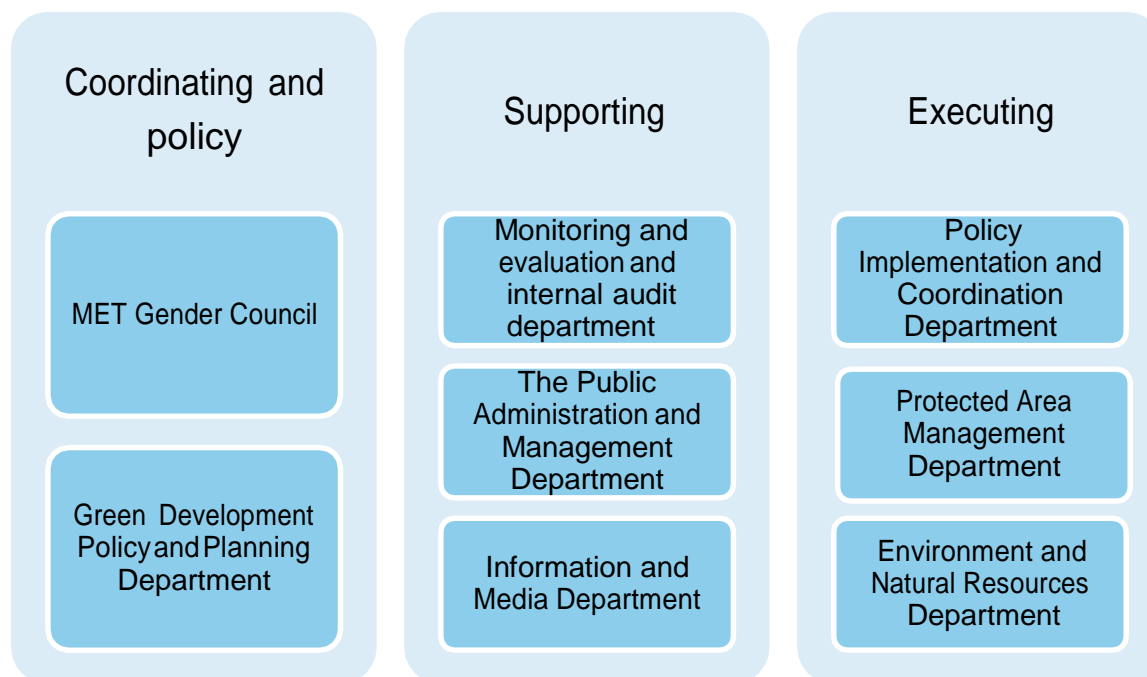 Coordinating and
policy
MET Gender Council
Green Development
Policy and Planning
Department
Supporting
Monitoring and
evaluation and
internal audit
department
The Public
Administration and
Management
Department
Information and
Media Department
Executing
Policy
Implementation and
Coordination
Department
Protected Area
Management
Department
Environment and
Natural Resources
Department